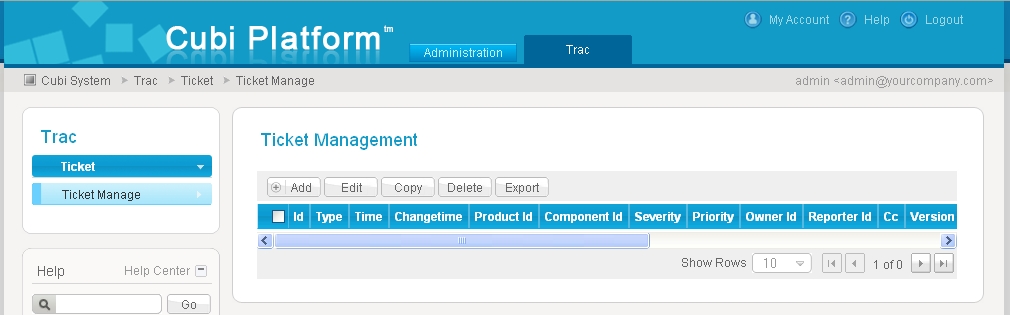 My Account Help Logout
Cubi Platform™
Administration Trac
Cubi System Trac Ticket Ticket Manage admin <admin@yourcompany.com>
Trac
Ticket
Ticket Manage
Help Help Center
Go
Ticket Management
Add Edit Copy Delete Export
Id Type Time Changetime Product Id Component Id Severity Priority Owner Id Reporter Id Cc Version
Show Rows 10 1 of 0